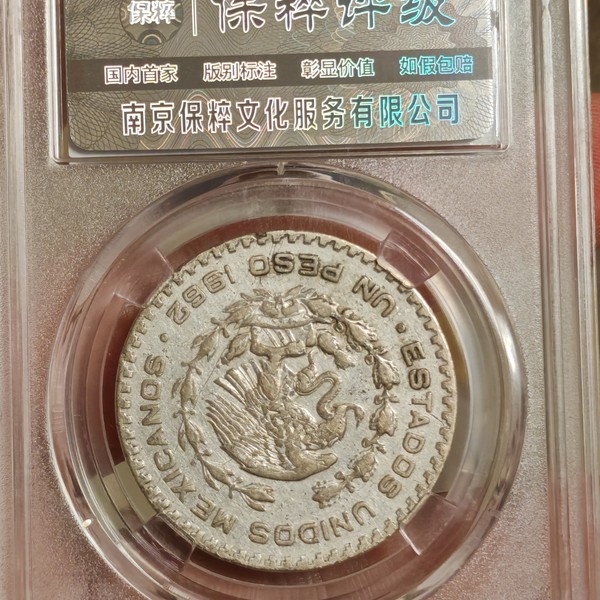 保粹
保粹评级
国内首家 版别标注 彰显价值 如假包赔
南京保粹文化服务有限公司
UN PESO 1962
ESTADOS UNIDOS MEXICANOS